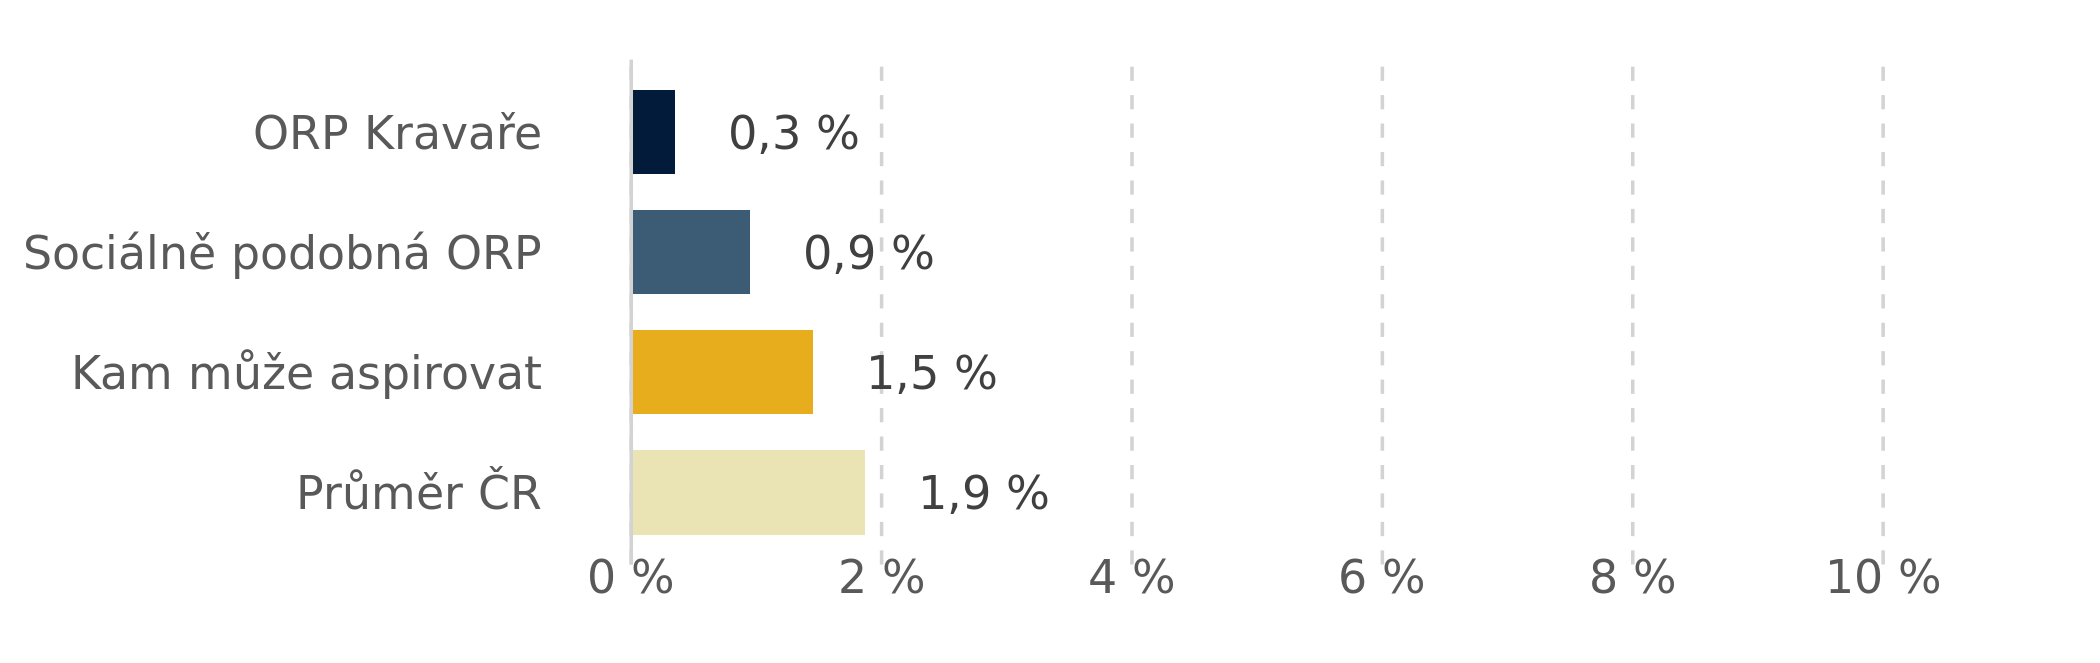 ORP Kravaře 0,3 %
Sociálně podobná ORP 0,9 %
Kam může aspirovat 1,5 %
Průměr ČR 1,9 %
0 % 2 % 4 % 6 % 8 % 10 %